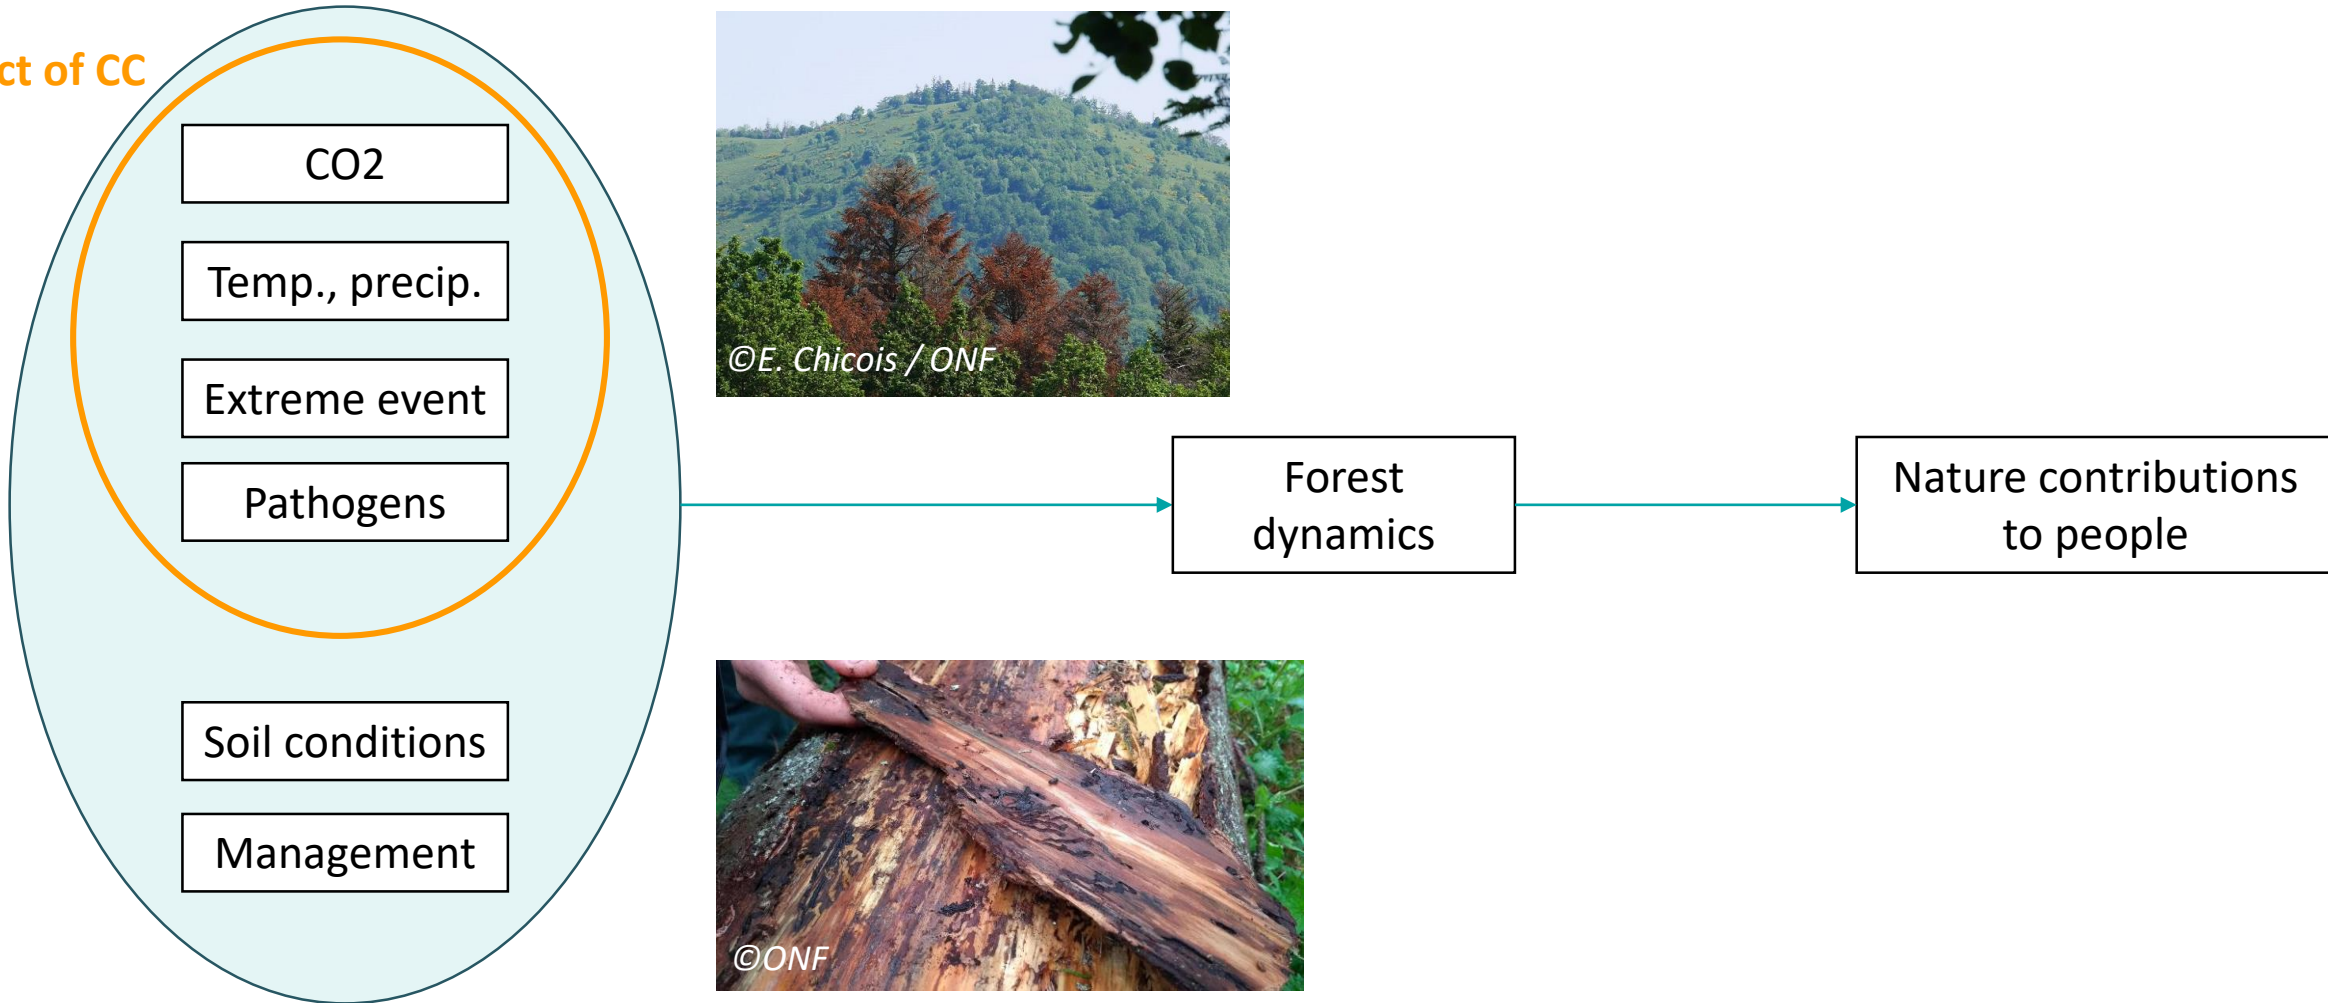 ct of CC
CO2
Temp., precip.
Extreme event
Pathogens
Soil conditions
Management
©E. Chicois / ONF
©ONF
Forest
dynamics
Nature contributions
to people